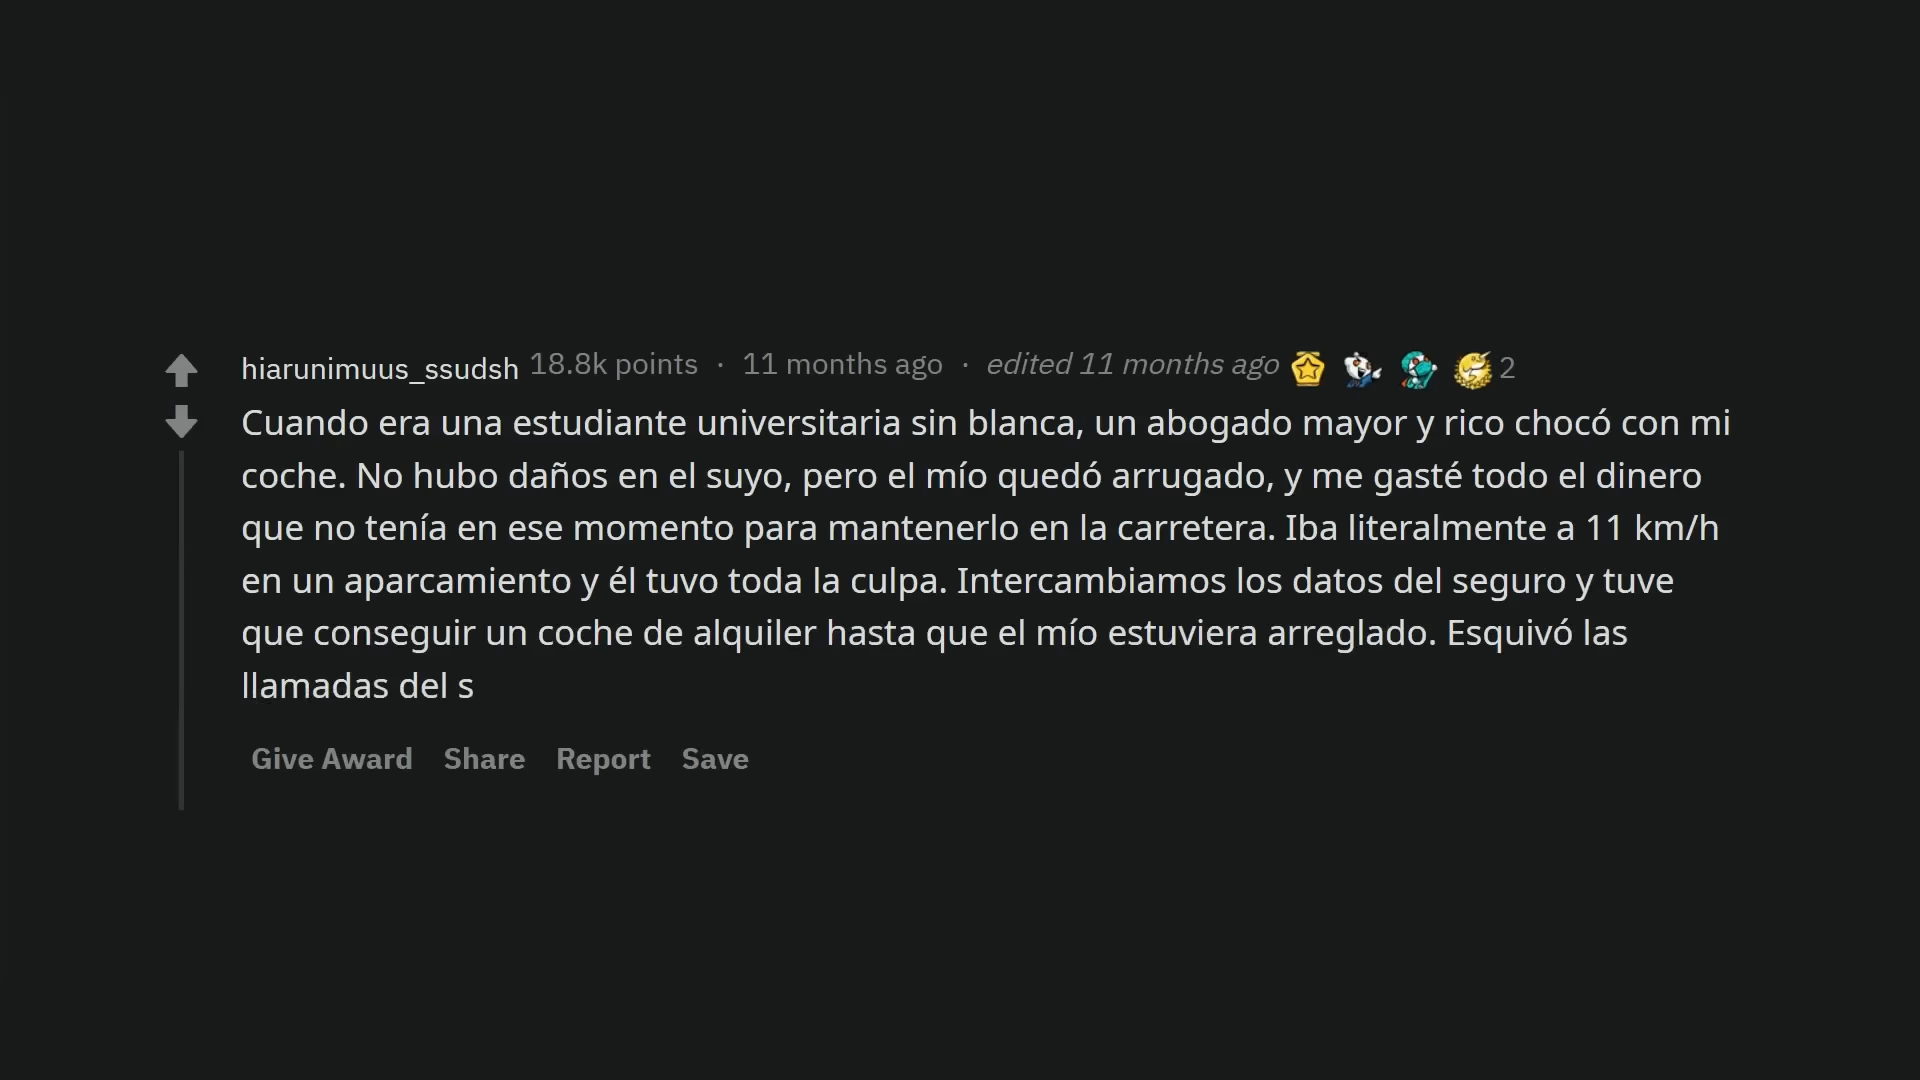 hiarunimuus_ssudsh 18.8k points · 11 months ago · edited 11 months ago 2
Cuando era una estudiante universitaria sin blanca, un abogado mayor y rico chocó con mi
coche. No hubo daños en el suyo, pero el mío quedó arrugado, y me gasté todo el dinero
que no tenía en ese momento para mantenerlo en la carretera. Iba literalmente a 11 km/h
en un aparcamiento y él tuvo toda la culpa. Intercambiamos los datos del seguro y tuve
que conseguir un coche de alquiler hasta que el mío estuviera arreglado. Esquivó las
llamadas del s
Give Award Share Report Save